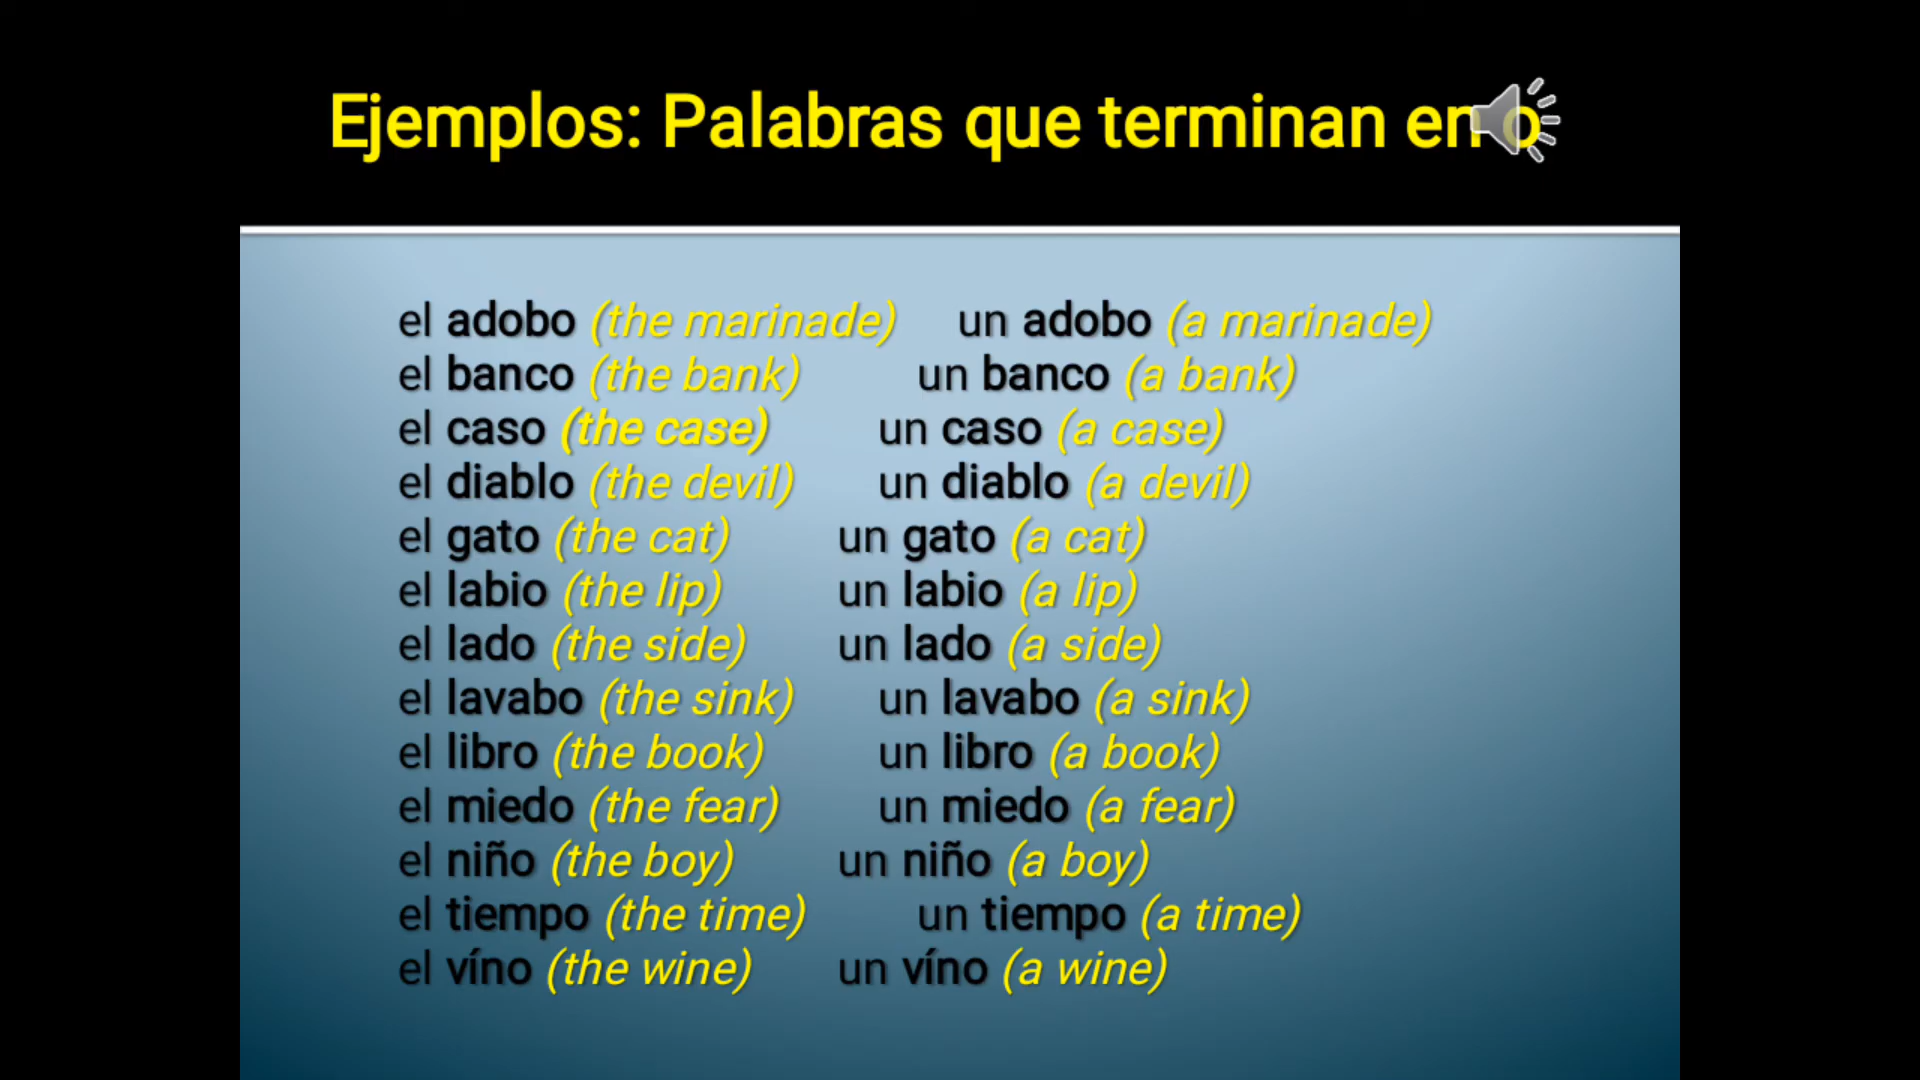 Ejemplos: Palabras que terminan en o
el adobo (the marinade) un adobo (a marinade)
el banco (the bank) un banco (a bank)
el caso (the case) un caso (a case)
el diablo (the devil) un diablo (a devil)
el gato (the cat) un gato (a cat)
el labio (the lip) un labio (a lip)
el lado (the side) un lado (a side)
el lavabo (the sink) un lavabo (a sink)
el libro (the book) un libro (a book)
el miedo (the fear) un miedo (a fear)
el niño (the boy) un niño (a boy)
el tiempo (the time) un tiempo (a time)
el víno (the wine) un víno (a wine)